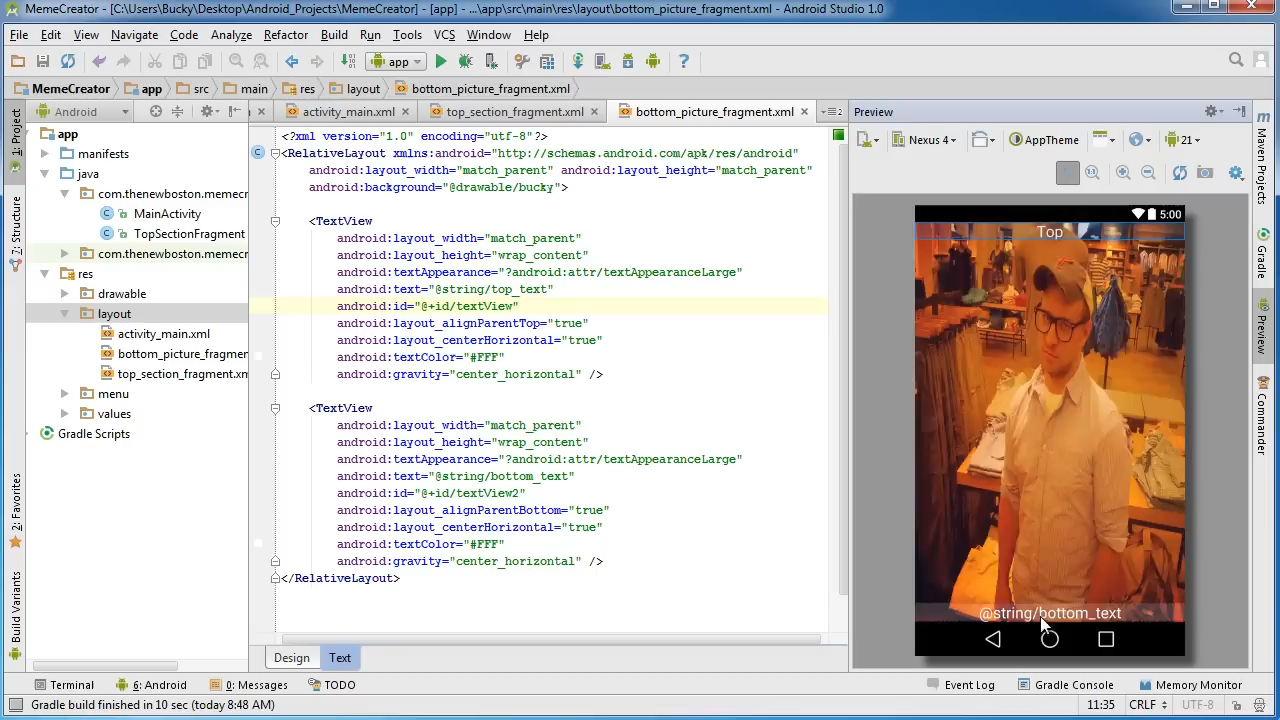 MemeCreator - [C:\Users\Bucky\Desktop\Android_Projects\MemeCreator] - [app] - ...\app\src\main\res\layout\bottom_picture_fragment.xml - Android Studio 1.0
File Edit View Navigate Code Analyze Refactor Build Run Tools VCS Window Help
app
MemeCreator app src main res layout bottom_picture_fragment.xml
Android
activity_main.xml top_section_fragment.xml bottom_picture_fragment.xml
Preview
Nexus 4 AppTheme 21
1: Project
7: Structure
2: Favorites
Build Variants
app
manifests
java
com.thenewboston.memecr
MainActivity
TopSectionFragment
com.thenewboston.memecr
res
drawable
layout
activity_main.xml
bottom_picture_fragmen
top_section_fragment.xm
menu
values
Gradle Scripts
<?xml version="1.0" encoding="utf-8"?>
<RelativeLayout xmlns:android="http://schemas.android.com/apk/res/android"
android:layout_width="match_parent" android:layout_height="match_parent"
android:background="@drawable/bucky">
<TextView
android:layout_width="match_parent"
android:layout_height="wrap_content"
android:textAppearance="?android:attr/textAppearanceLarge"
android:text="@string/top_text"
android:id="@+id/textView"
android:layout_alignParentTop="true"
android:layout_centerHorizontal="true"
android:textColor="#FFF"
android:gravity="center_horizontal" />
<TextView
android:layout_width="match_parent"
android:layout_height="wrap_content"
android:textAppearance="?android:attr/textAppearanceLarge"
android:text="@string/bottom_text"
android:id="@+id/textView2"
android:layout_alignParentBottom="true"
android:layout_centerHorizontal="true"
android:textColor="#FFF"
android:gravity="center_horizontal" />
</RelativeLayout>
Design Text
5:00
Top
@string/bottom_text
Maven Projects
Gradle
Preview
Commander
Terminal 6: Android 0: Messages TODO Event Log Gradle Console Memory Monitor
Gradle build finished in 10 sec (today 8:48 AM) 11:35 CRLF UTF-8